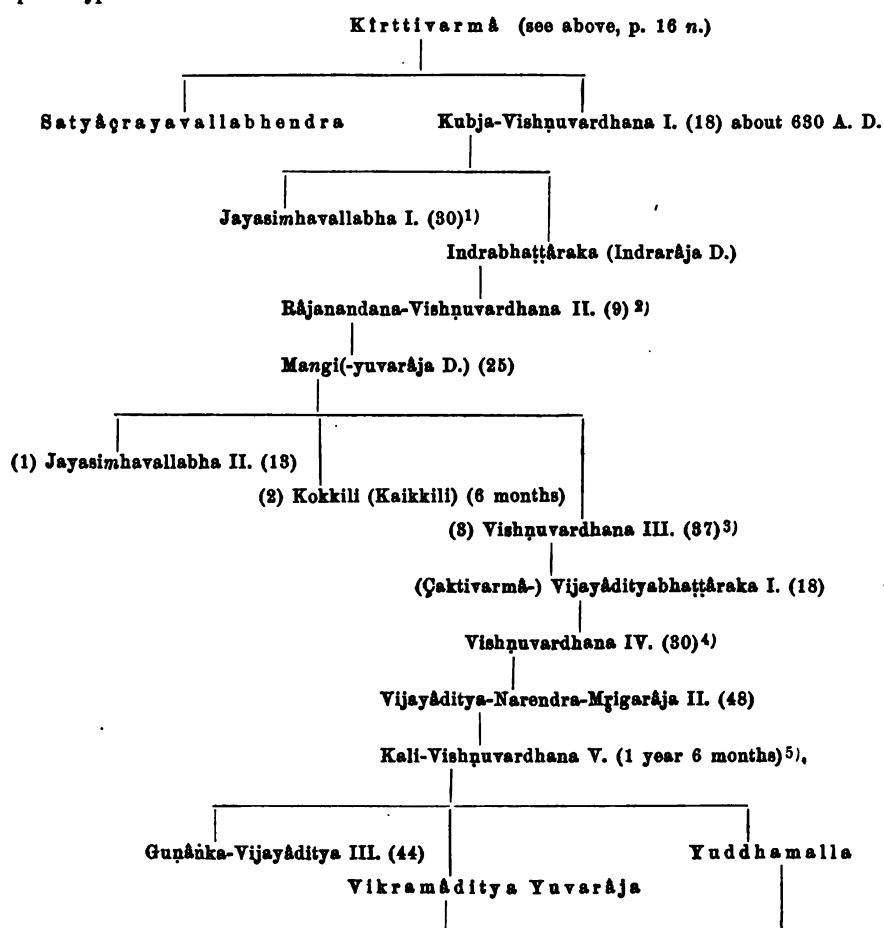 Kîrttivarmâ (see above, p. 16 n.)
Satyâçrayavallabhendra Kubja-Vishṇuvardhana I. (18) about 630 A. D.
Jayasimhavallabha I. (30)1)
Indrabhaṭṭâraka (Indrarâja D.)
Râjanandana-Vishṇuvardhana II. (9) 2)
Mangi(-yuvarâja D.) (25)
(1) Jayasimhavallabha II. (13)
(2) Kokkili (Kaikkili) (6 months)
(3) Vishṇuvardhana III. (37)3)
(Çaktivarmâ-) Vijayâdityabhaṭṭâraka I. (18)
Vishṇuvardhana IV. (30)4)
Vijayâditya-Narendra-Mṛigarâja II. (48)
Kali-Vishṇuvardhana V. (1 year 6 months)5),
Guṇâṅka-Vijayâditya III. (44) Yuddhamalla
Vikramâditya Yuvarâja